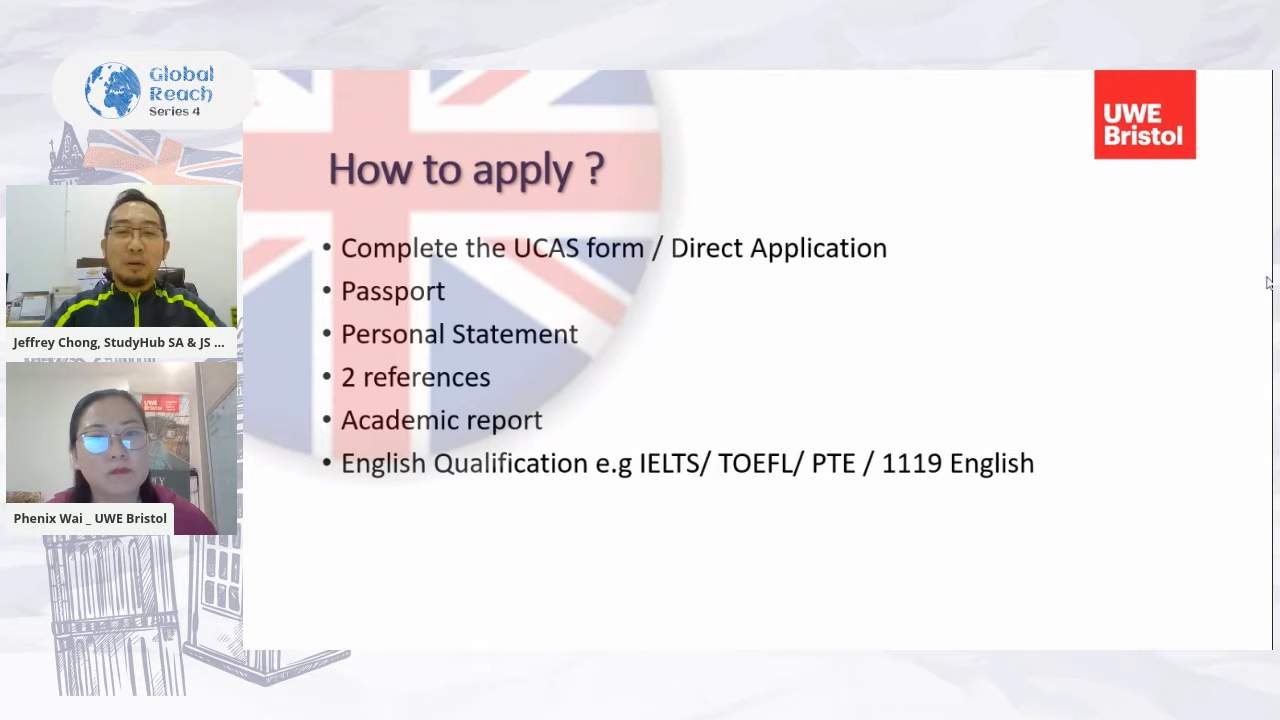 Global
Reach
Series 4
UWE
Bristol
How to apply ?
• Complete the UCAS form / Direct Application
• Passport
• Personal Statement
• 2 references
• Academic report
• English Qualification e.g IELTS/ TOEFL/ PTE / 1119 English
Jeffrey Chong, StudyHub SA & JS ...
UWE
Bristol
Phenix Wai _ UWE Bristol